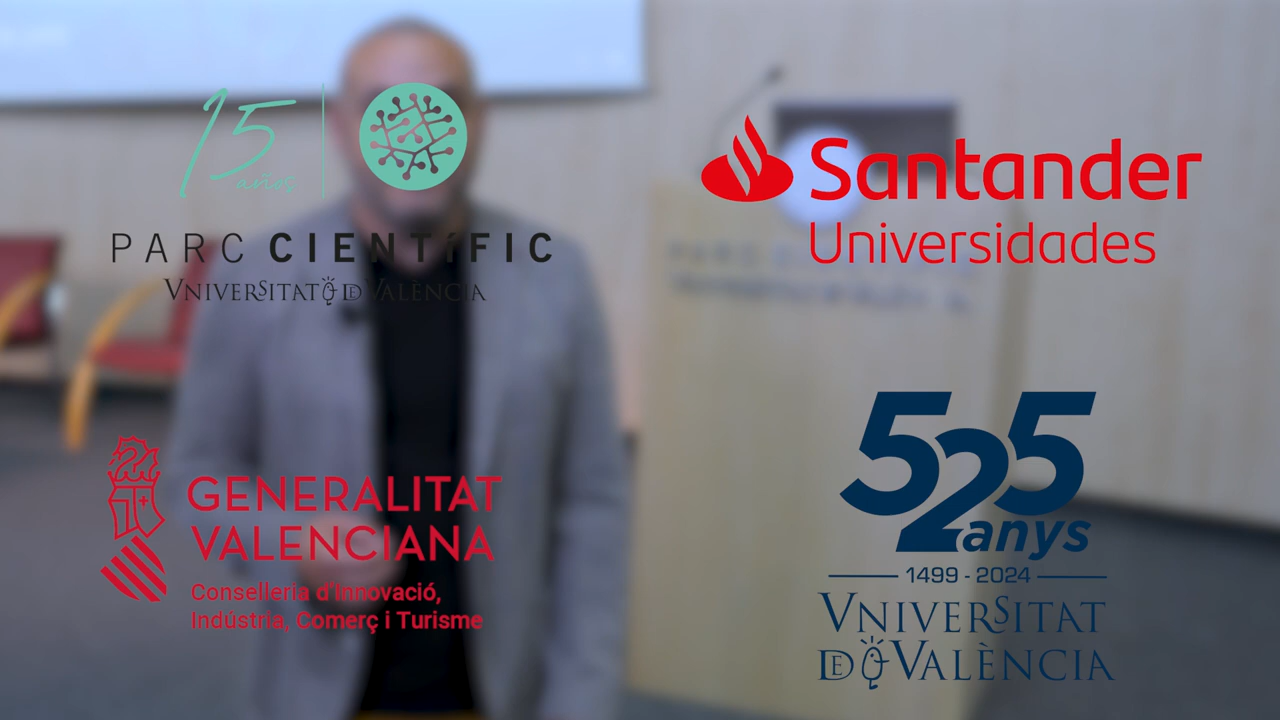 15
años
PARC CIENTÍFIC
VNIVERSITAT DE VALÈNCIA
Santander
Universidades
GENERALITAT
VALENCIANA
Conselleria d'Innovació,
Indústria, Comerç i Turisme
525
anys
1499 - 2024
VNIVERSITAT
DE VALÈNCIA